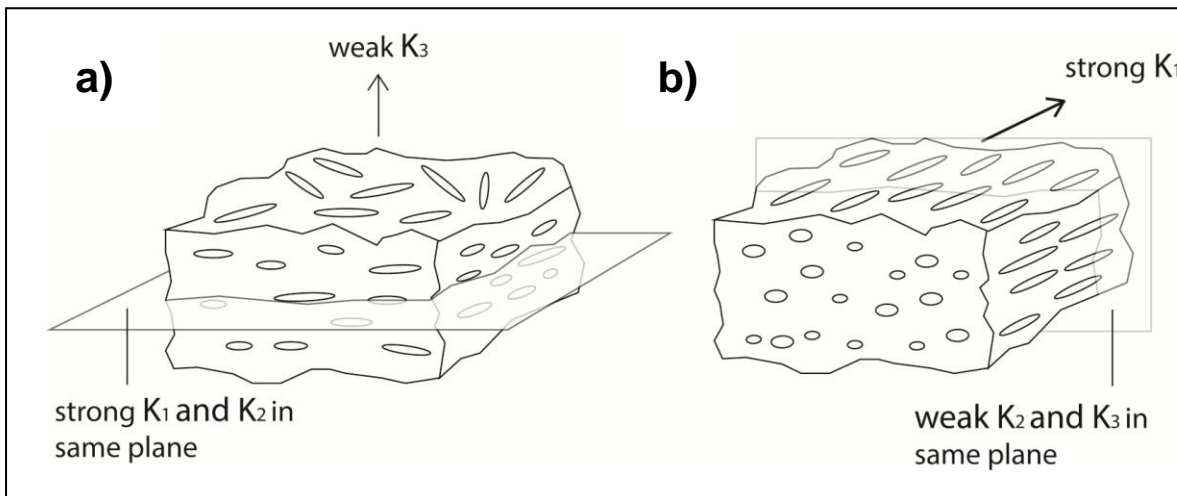 a)
weak K₃
strong K₁ and K₂ in
same plane
b)
strong K₁
weak K₂ and K₃ in
same plane